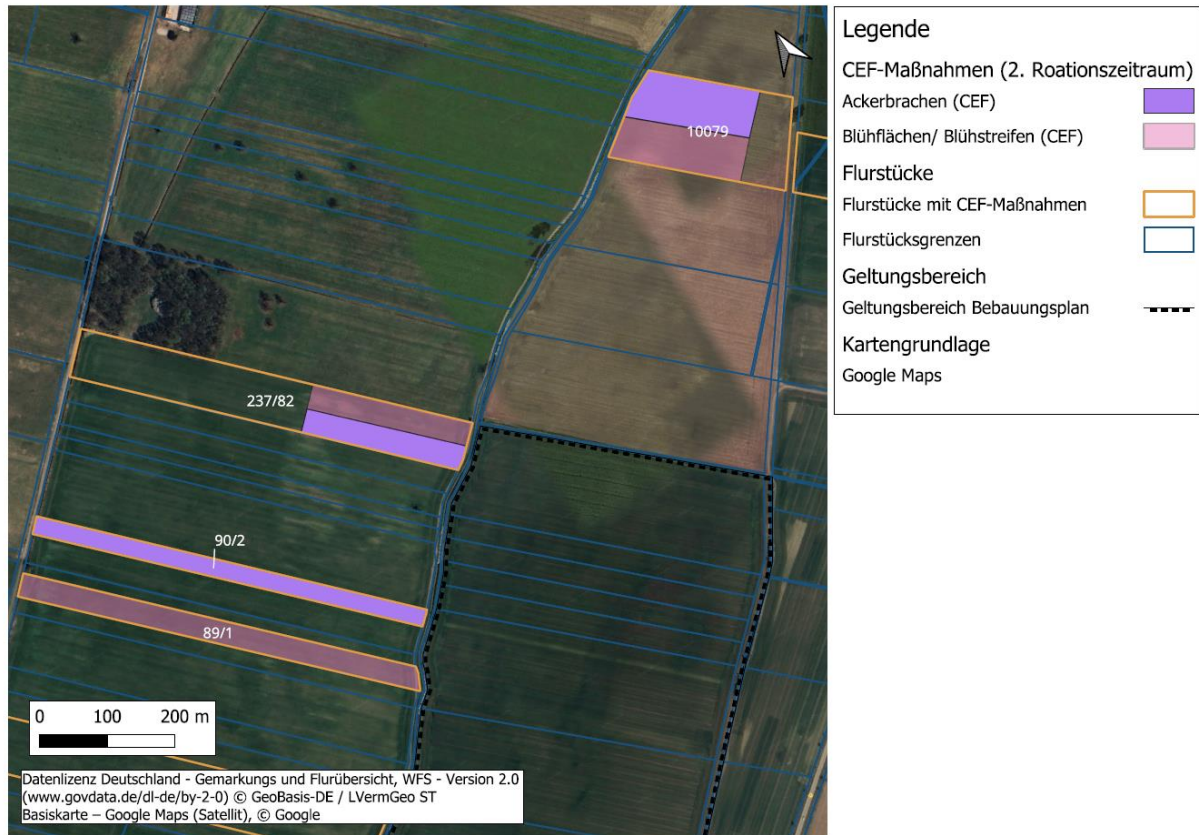 10079
237/82
90/2
89/1
0 100 200 m
Datenlizenz Deutschland - Gemarkungs und Flurübersicht, WFS - Version 2.0
(www.govdata.de/dl-de/by-2-0) © GeoBasis-DE / LVermGeo ST
Basiskarte – Google Maps (Satellit), © Google
Legende
CEF-Maßnahmen (2. Roationszeitraum)
Ackerbrachen (CEF)
Blühflächen/ Blühstreifen (CEF)
Flurstücke
Flurstücke mit CEF-Maßnahmen
Flurstücksgrenzen
Geltungsbereich
Geltungsbereich Bebauungsplan
Kartengrundlage
Google Maps